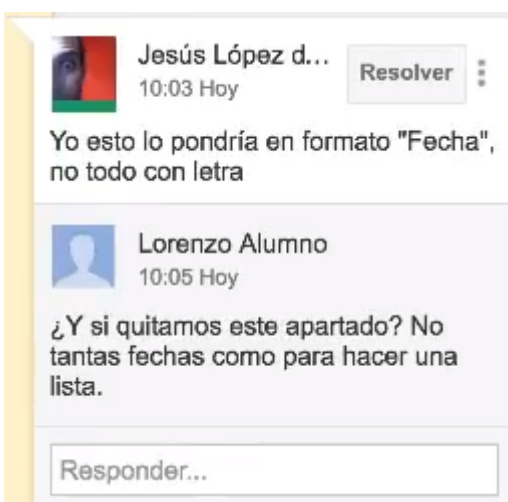 Jesús López d...
Resolver
10:03 Hoy
Yo esto lo pondría en formato "Fecha",
no todo con letra
Lorenzo Alumno
10:05 Hoy
¿Y si quitamos este apartado? No
tantas fechas como para hacer una
lista.
Responder...